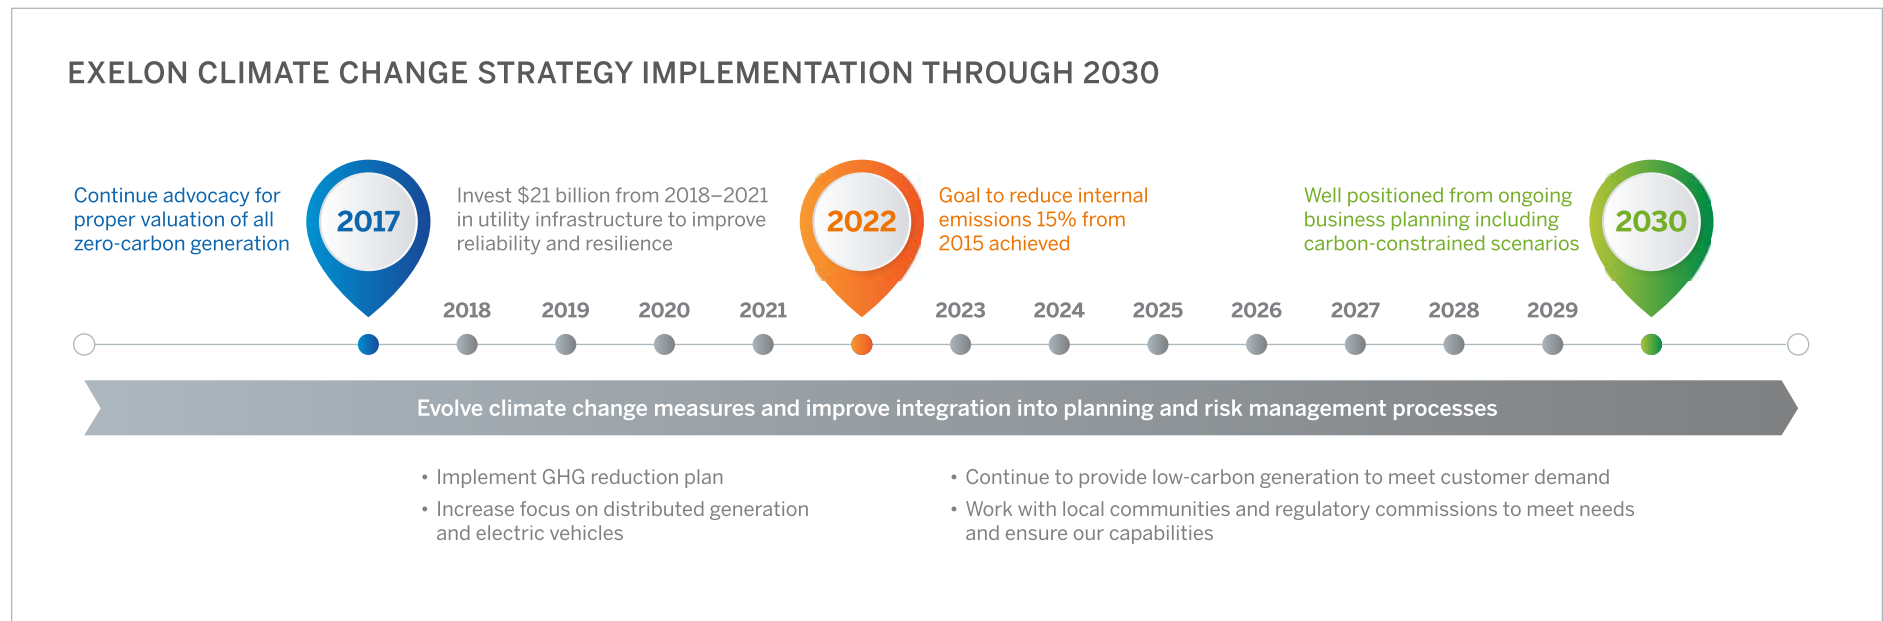 EXELON CLIMATE CHANGE STRATEGY IMPLEMENTATION THROUGH 2030
Continue advocacy for
proper valuation of all
zero-carbon generation
2017
Invest $21 billion from 2018–2021
in utility infrastructure to improve
reliability and resilience
2022
Goal to reduce internal
emissions 15% from
2015 achieved
Well positioned from ongoing
business planning including
carbon-constrained scenarios
2030
2018 2019 2020 2021 2023 2024 2025 2026 2027 2028 2029
Evolve climate change measures and improve integration into planning and risk management processes
• Implement GHG reduction plan
• Increase focus on distributed generation
and electric vehicles
• Continue to provide low-carbon generation to meet customer demand
• Work with local communities and regulatory commissions to meet needs
and ensure our capabilities